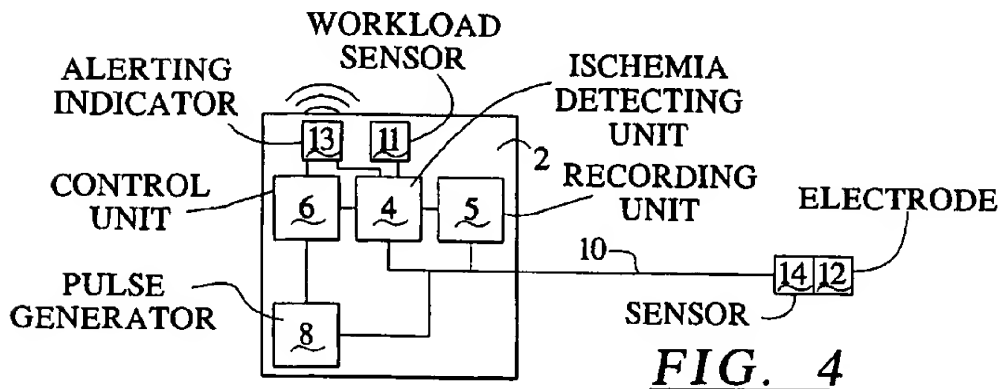 WORKLOAD
SENSOR
ALERTING
INDICATOR
ISCHEMIA
DETECTING
UNIT
13
11
2
CONTROL
UNIT
6
4
5
RECORDING
UNIT
ELECTRODE
10
14
12
SENSOR
PULSE
GENERATOR
8
FIG. 4